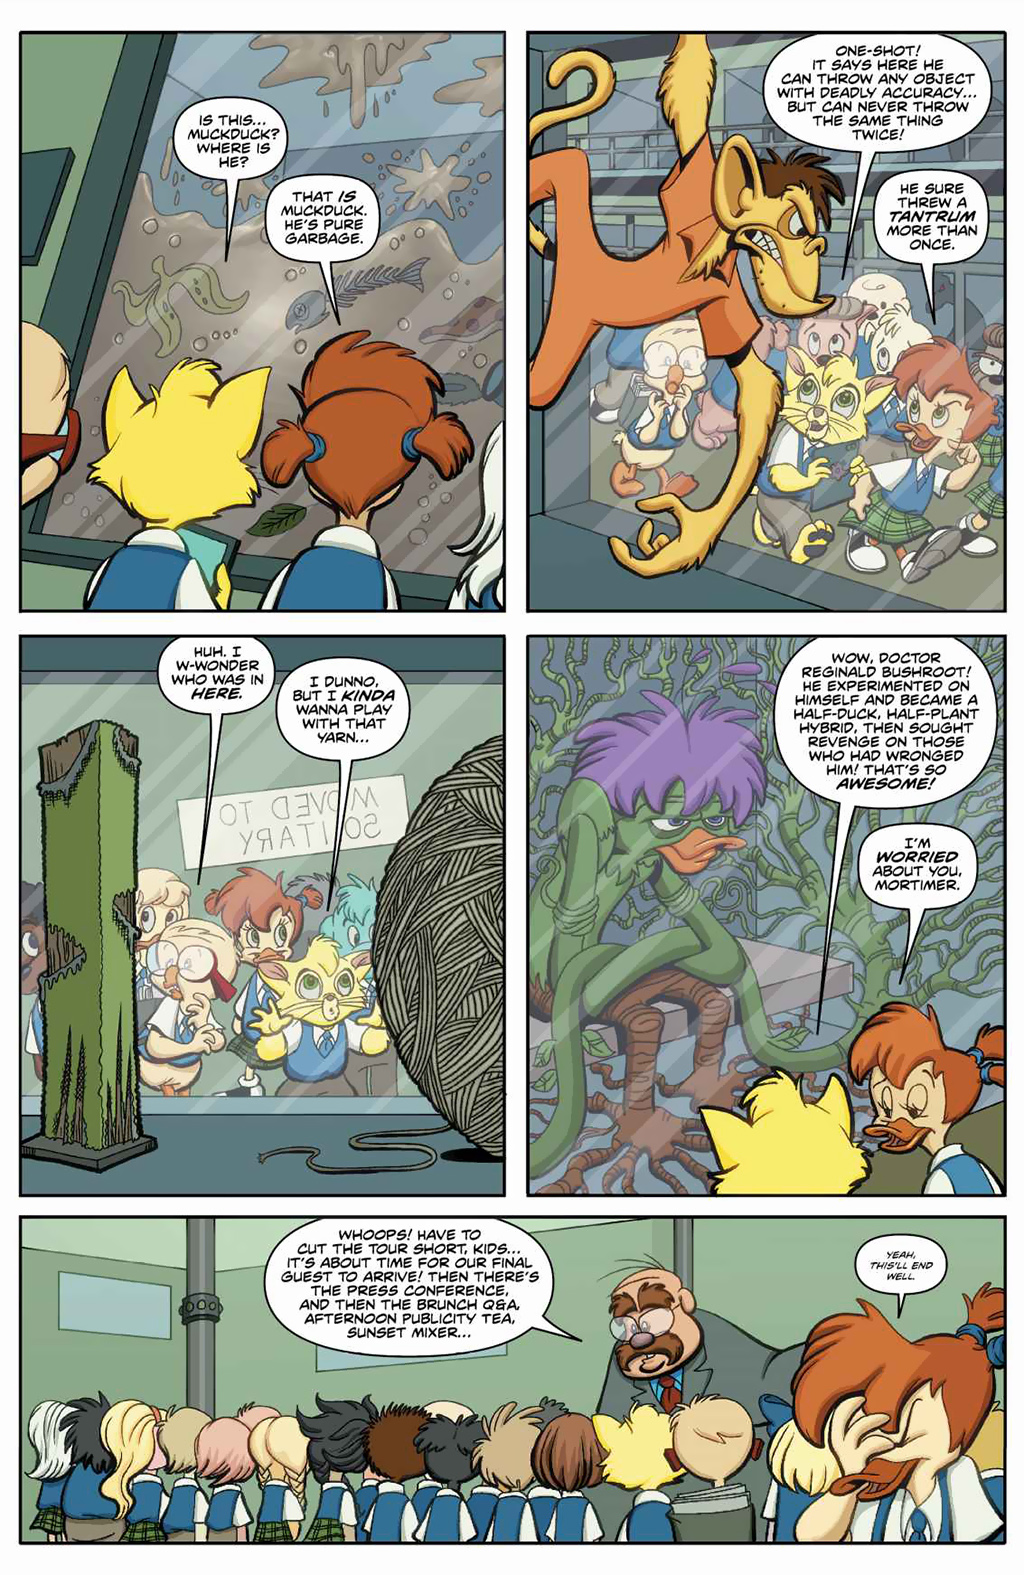 IS THIS...
MUCKDUCK?
WHERE IS
HE?
THAT IS
MUCKDUCK.
HE'S PURE
GARBAGE.
ONE-SHOT!
IT SAYS HERE HE
CAN THROW ANY OBJECT
WITH DEADLY ACCURACY...
BUT CAN NEVER THROW
THE SAME THING
TWICE!
HE SURE
THREW A
TANTRUM
MORE THAN
ONCE.
HUH. I
W-WONDER
WHO WAS IN
HERE.
I DUNNO,
BUT I KINDA
WANNA PLAY
WITH THAT
YARN...
MOVED TO
SOLITARY
WOW, DOCTOR
REGINALD BUSHROOT!
HE EXPERIMENTED ON
HIMSELF AND BECAME A
HALF-DUCK, HALF-PLANT
HYBRID, THEN SOUGHT
REVENGE ON THOSE
WHO HAD WRONGED
HIM! THAT'S SO
AWESOME!
I'M
WORRIED
ABOUT YOU,
MORTIMER.
WHOOPS! HAVE TO
CUT THE TOUR SHORT, KIDS...
IT'S ABOUT TIME FOR OUR FINAL
GUEST TO ARRIVE! THEN THERE'S
THE PRESS CONFERENCE,
AND THEN THE BRUNCH Q&A,
AFTERNOON PUBLICITY TEA,
SUNSET MIXER...
YEAH,
THIS'LL END
WELL.